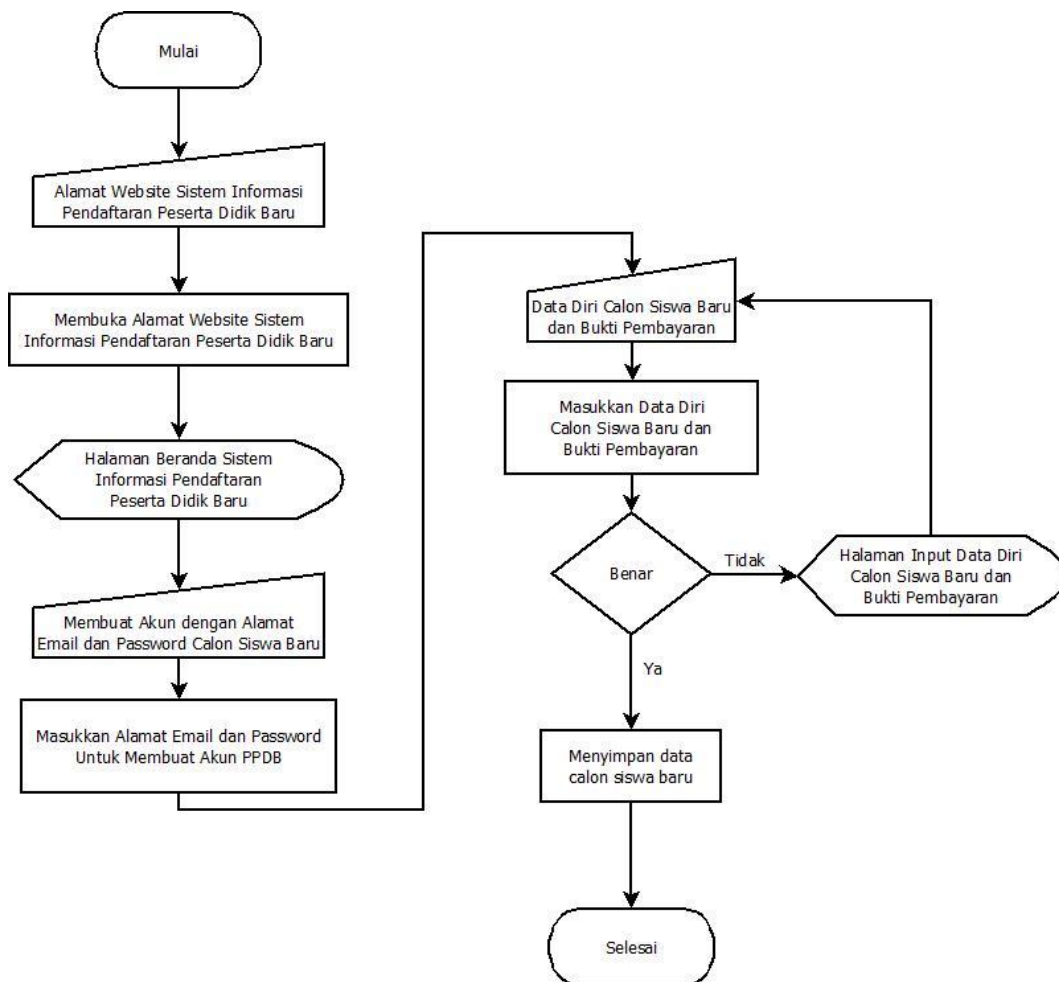 Mulai
Alamat Website Sistem Informasi
Pendaftaran Peserta Didik Baru
Membuka Alamat Website Sistem
Informasi Pendaftaran Peserta Didik Baru
Halaman Beranda Sistem
Informasi Pendaftaran
Peserta Didik Baru
Membuat Akun dengan Alamat
Email dan Password Calon Siswa Baru
Masukkan Alamat Email dan Password
Untuk Membuat Akun PPDB
Data Diri Calon Siswa Baru
dan Bukti Pembayaran
Masukkan Data Diri
Calon Siswa Baru dan
Bukti Pembayaran
Benar
Tidak
Halaman Input Data Diri
Calon Siswa Baru dan
Bukti Pembayaran
Ya
Menyimpan data
calon siswa baru
Selesai